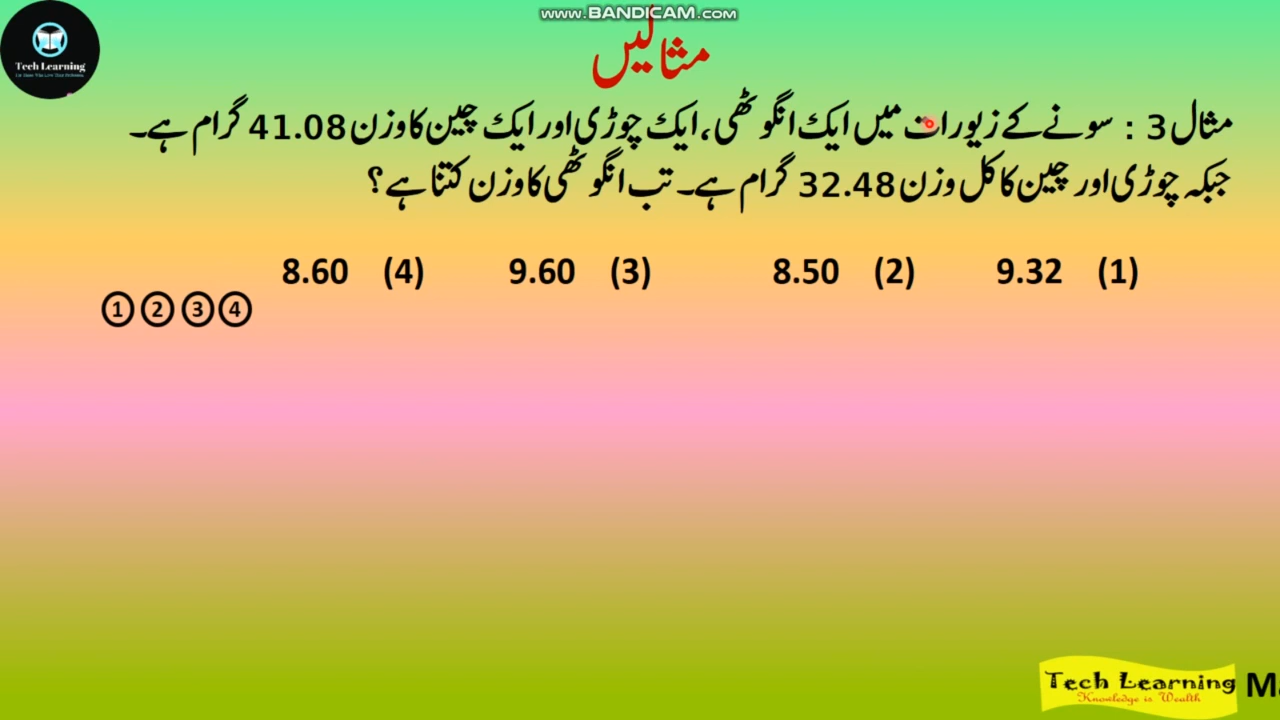 www.BANDICAM.com
Tech Learning
مثالیں
مثال 3 : سونے کے زیورات میں ایک انگوٹھی ، ایک چوڑی اور ایک چین کا وزن 41.08 گرام ہے۔
جبکہ چوڑی اور چین کا کل وزن 32.48 گرام ہے۔ تب انگوٹھی کا وزن کتنا ہے؟
(1) 9.32 (2) 8.50 (3) 9.60 (4) 8.60
① ② ③ ④
Tech Learning
Knowledge is Wealth